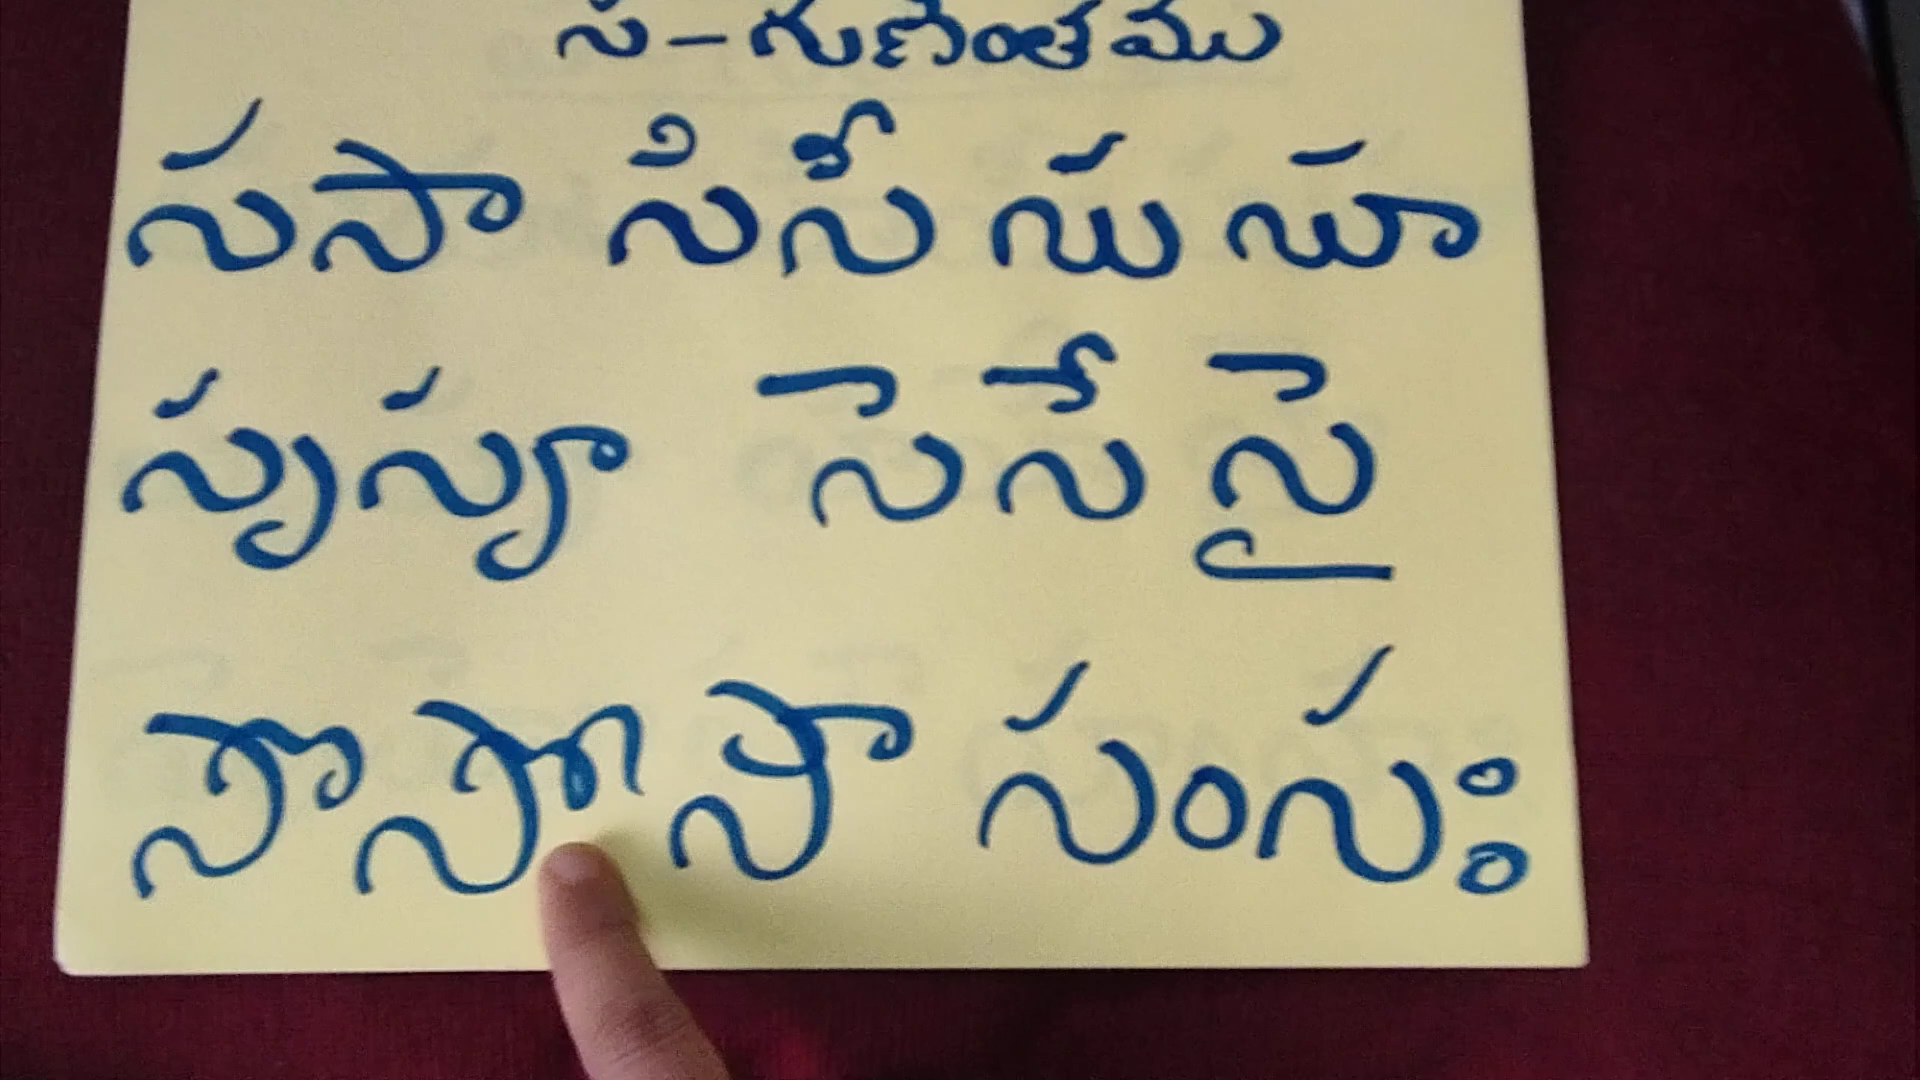 స - గుణింతము
స సా సి సీ సు సూ
సృ సౄ సె సే సై
సొ సో సౌ సం సః